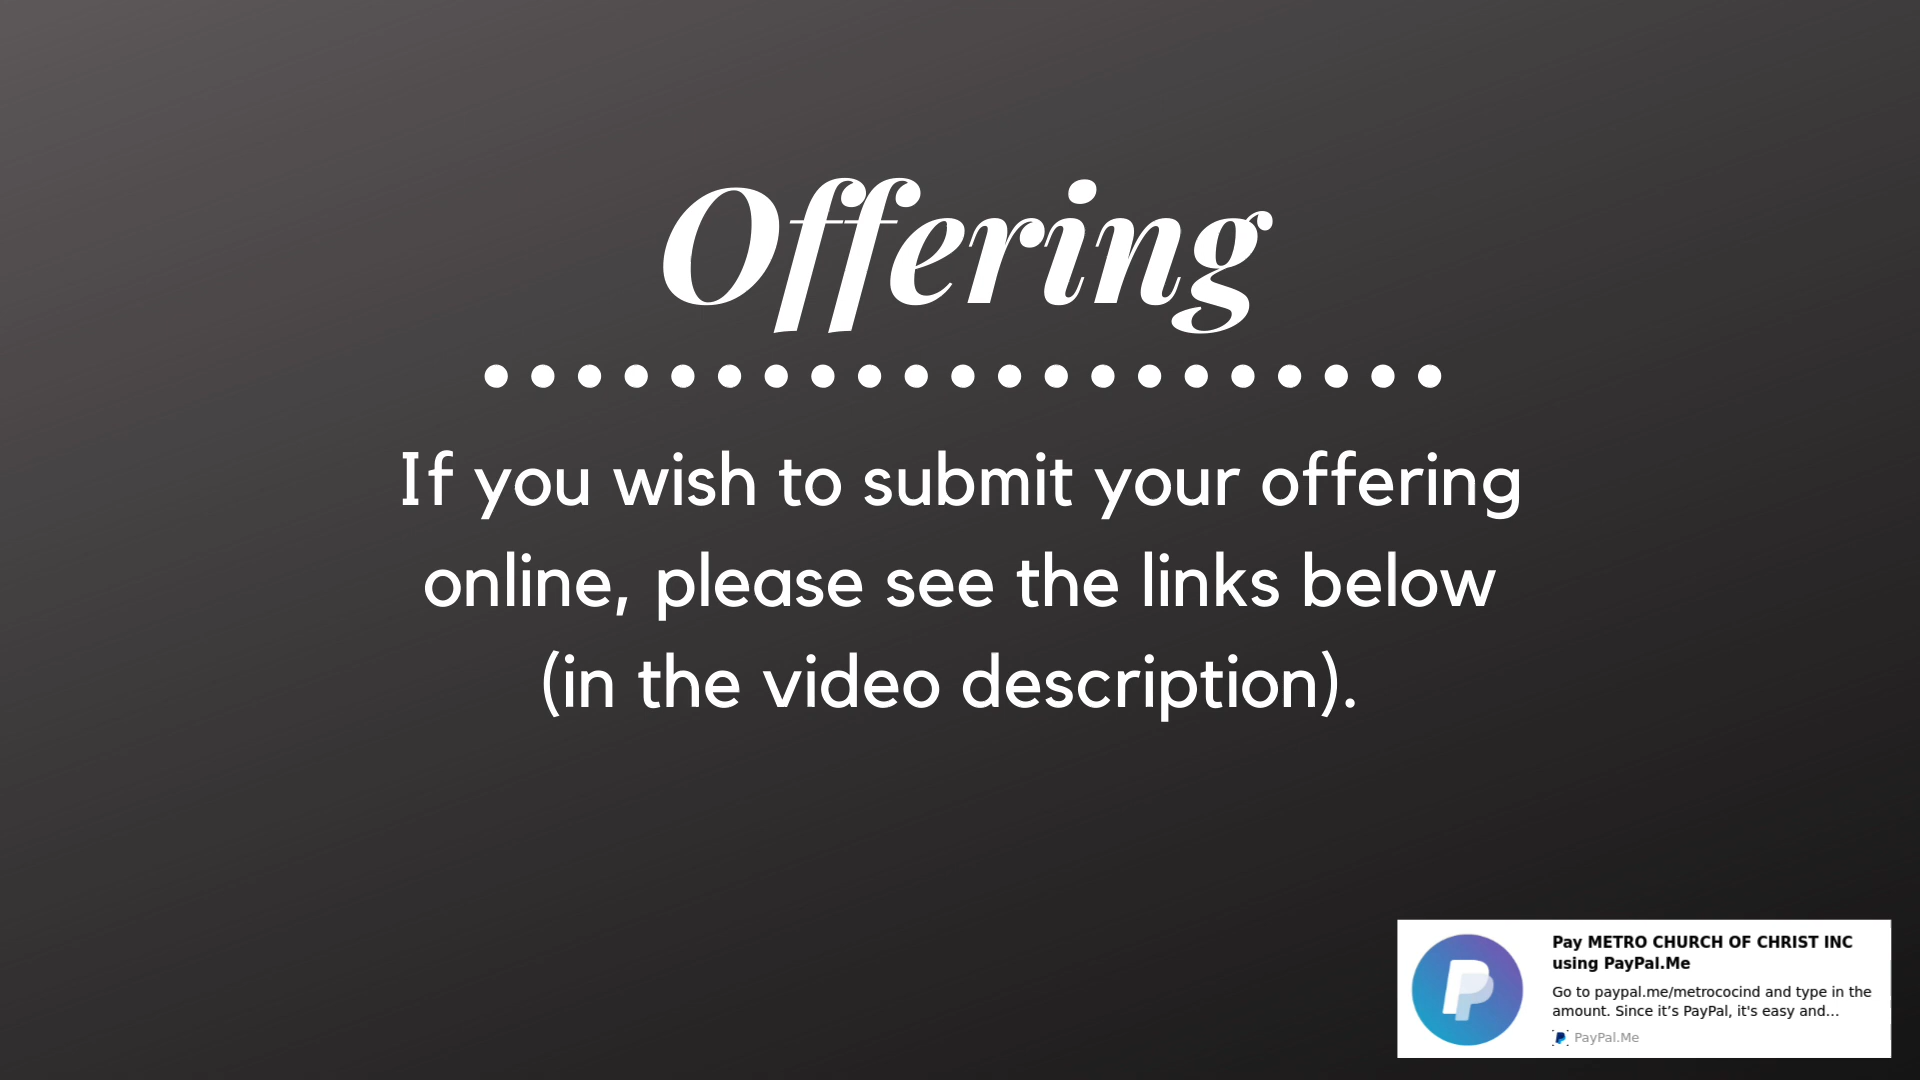 Offering
If you wish to submit your offering
online, please see the links below
(in the video description).
Pay METRO CHURCH OF CHRIST INC
using PayPal.Me
Go to paypal.me/metrococind and type in the
amount. Since it’s PayPal, it's easy and...
PayPal.Me